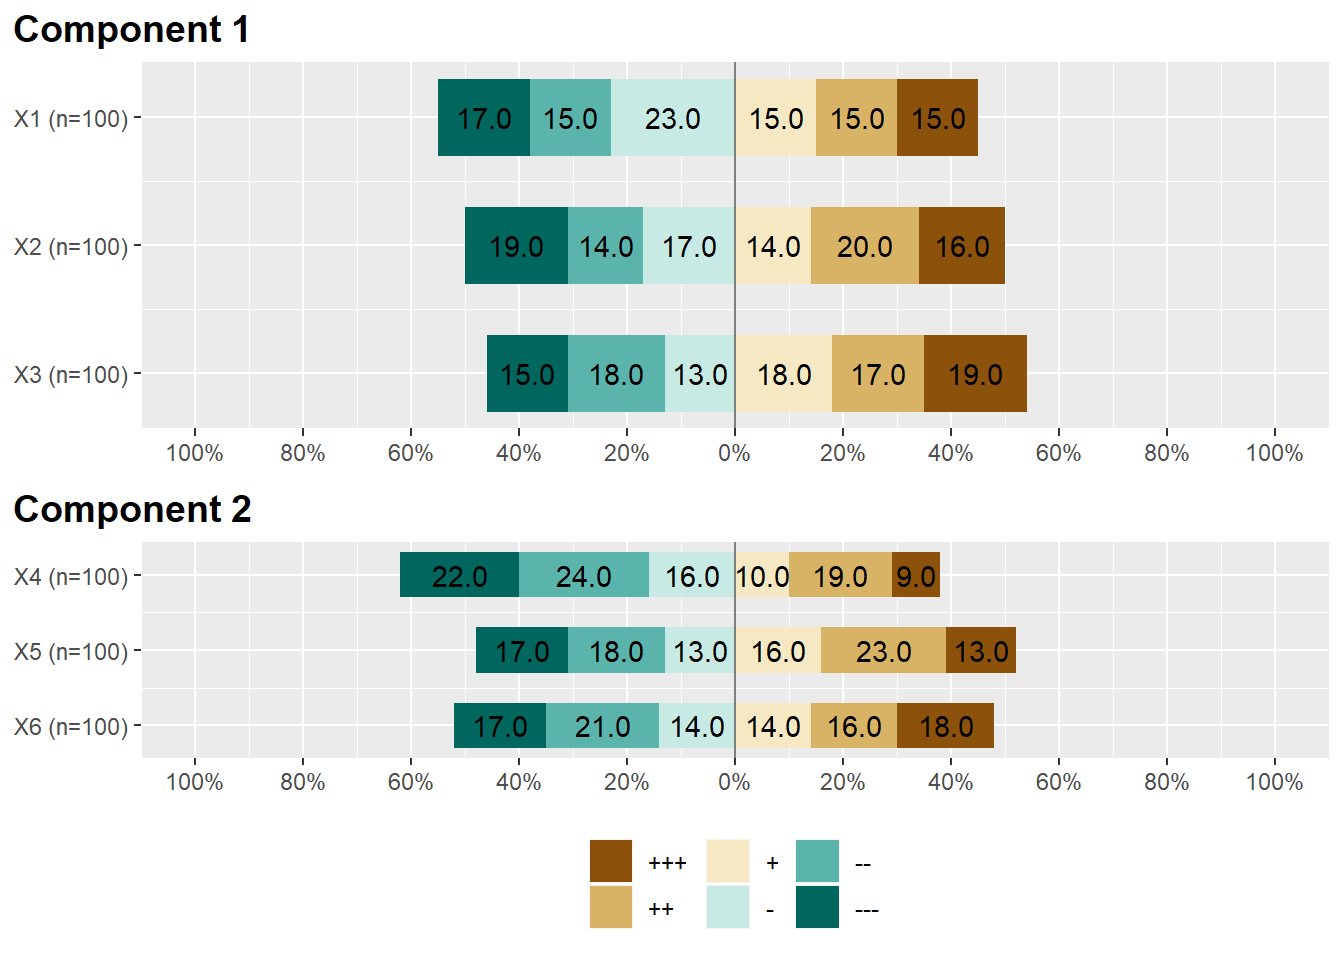 Component 1
X1 (n=100) 17.0 15.0 23.0 15.0 15.0 15.0
X2 (n=100) 19.0 14.0 17.0 14.0 20.0 16.0
X3 (n=100) 15.0 18.0 13.0 18.0 17.0 19.0
100% 80% 60% 40% 20% 0% 20% 40% 60% 80% 100%
Component 2
X4 (n=100) 22.0 24.0 16.0 10.0 19.0 9.0
X5 (n=100) 17.0 18.0 13.0 16.0 23.0 13.0
X6 (n=100) 17.0 21.0 14.0 14.0 16.0 18.0
100% 80% 60% 40% 20% 0% 20% 40% 60% 80% 100%
+++ + --
++ - ---